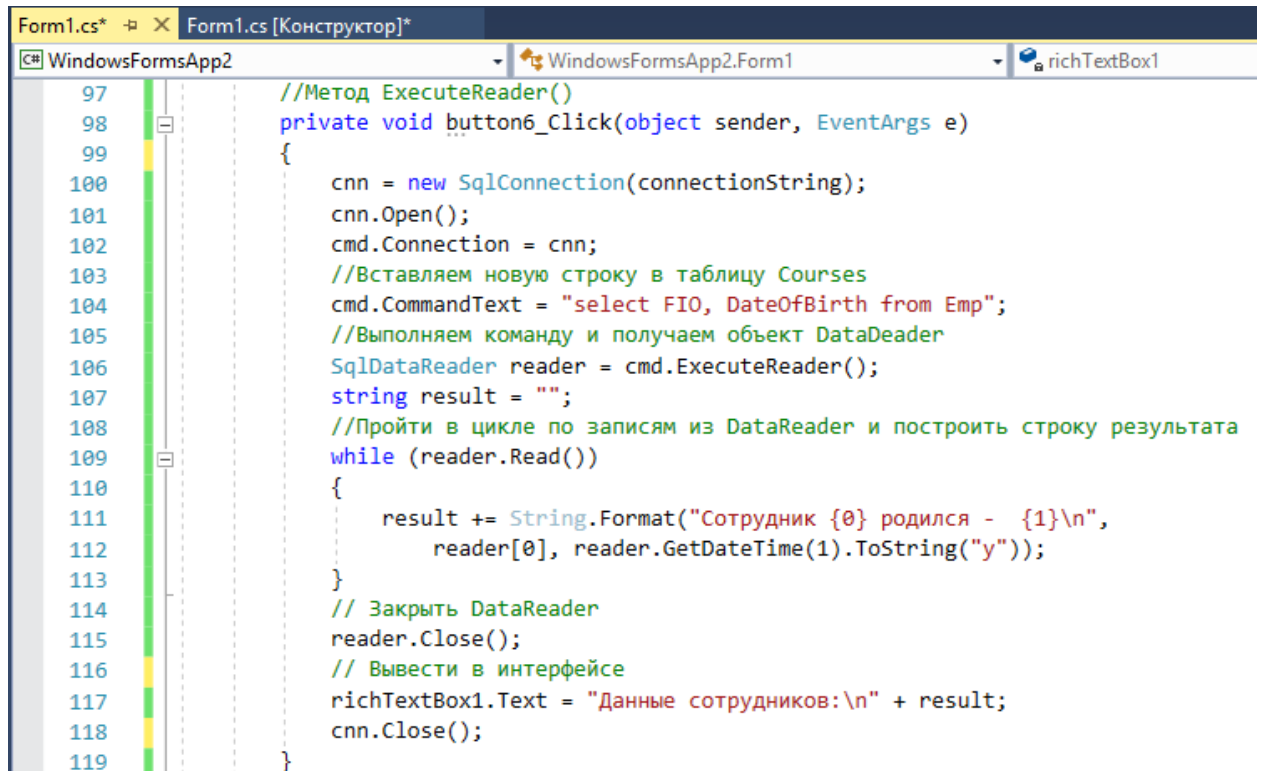 Form1.cs* Form1.cs [Конструктор]*
C# WindowsFormsApp2 WindowsFormsApp2.Form1 richTextBox1
97 //Метод ExecuteReader()
98 private void button6_Click(object sender, EventArgs e)
99 {
100 cnn = new SqlConnection(connectionString);
101 cnn.Open();
102 cmd.Connection = cnn;
103 //Вставляем новую строку в таблицу Courses
104 cmd.CommandText = "select FIO, DateOfBirth from Emp";
105 //Выполняем команду и получаем объект DataDeader
106 SqlDataReader reader = cmd.ExecuteReader();
107 string result = "";
108 //Пройти в цикле по записям из DataReader и построить строку результата
109 while (reader.Read())
110 {
111 result += String.Format("Сотрудник {0} родился -  {1}\n",
112 reader[0], reader.GetDateTime(1).ToString("y"));
113 }
114 // Закрыть DataReader
115 reader.Close();
116 // Вывести в интерфейсе
117 richTextBox1.Text = "Данные сотрудников:\n" + result;
118 cnn.Close();
119 }